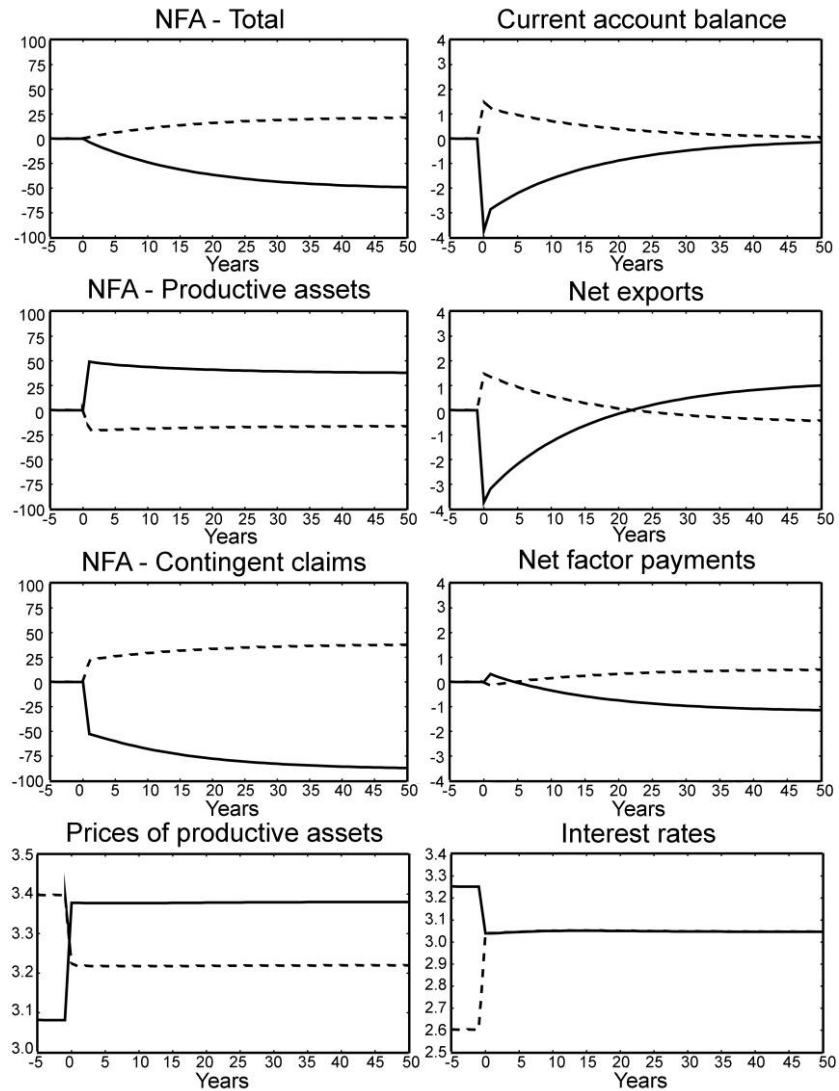 NFA - Total
100
75
50
25
0
-25
-50
-75
-100
-5 0 5 10 15 20 25 30 35 40 45 50
Years
Current account balance
4
3
2
1
0
-1
-2
-3
-4
-5 0 5 10 15 20 25 30 35 40 45 50
Years
NFA - Productive assets
100
75
50
25
0
-25
-50
-75
-100
-5 0 5 10 15 20 25 30 35 40 45 50
Years
Net exports
4
3
2
1
0
-1
-2
-3
-4
-5 0 5 10 15 20 25 30 35 40 45 50
Years
NFA - Contingent claims
100
75
50
25
0
-25
-50
-75
-100
-5 0 5 10 15 20 25 30 35 40 45 50
Years
Net factor payments
4
3
2
1
0
-1
-2
-3
-4
-5 0 5 10 15 20 25 30 35 40 45 50
Years
Prices of productive assets
3.5
3.4
3.2
3.1
3.0
-5 0 5 10 15 20 25 30 35 40 45 50
Years
Interest rates
3.4
3.3
3.2
3.1
3.0
2.9
2.8
2.7
2.6
2.5
-5 0 5 10 15 20 25 30 35 40 45 50
Years